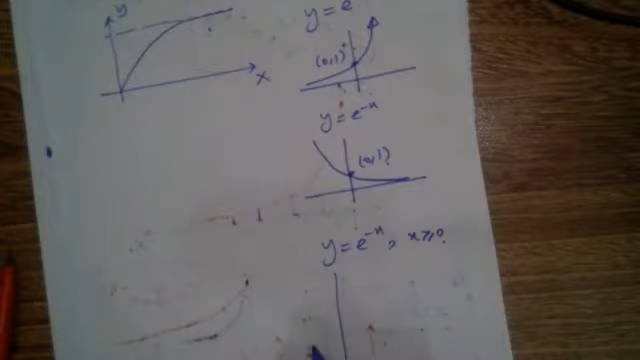 y
x
y = e
(0,1)
y = e⁻ˣ
(0,1)
y = e⁻ˣ, x ≥ 0